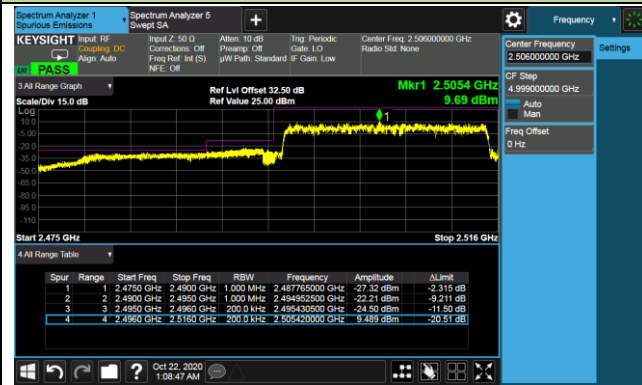 Spectrum Analyzer 1
Spurious Emissions
Spectrum Analyzer 5
Swept SA
Frequency
KEYSIGHT
Input: RF
Coupling: DC
Align: Auto
Input Z: 50 Ω
Corrections: Off
Freq Ref: Int (S)
NFE: Off
Atten: 10 dB
Preamp: Off
µW Path: Standard
Trig: Periodic
Gate: LO
IF Gain: Low
Center Freq: 2.506000000 GHz
Radio Std: None
PASS
Center Frequency
2.506000000 GHz
Settings
CF Step
4.999000000 GHz
Auto
Man
Freq Offset
0 Hz
3 All Range Graph
Scale/Div 15.0 dB
Ref Lvl Offset 32.50 dB
Ref Value 25.00 dBm
Mkr1 2.5054 GHz
9.69 dBm
Log
1
10.0
-5.00
-20.0
-35.0
-50.0
-65.0
-80.0
-95.0
-110
Start 2.475 GHz
Stop 2.516 GHz
4 All Range Table
Spur Range Start Freq Stop Freq RBW Frequency Amplitude ΔLimit
1 1 2.4750 GHz 2.4900 GHz 1.000 MHz 2.487765000 GHz -27.32 dBm -2.315 dB
2 2 2.4900 GHz 2.4950 GHz 1.000 MHz 2.494952500 GHz -22.21 dBm -9.211 dB
3 3 2.4950 GHz 2.4960 GHz 200.0 kHz 2.495430500 GHz -24.50 dBm -11.50 dB
4 4 2.4960 GHz 2.5160 GHz 200.0 kHz 2.505420000 GHz 9.489 dBm -20.51 dB
Oct 22, 2020
1:08:47 AM